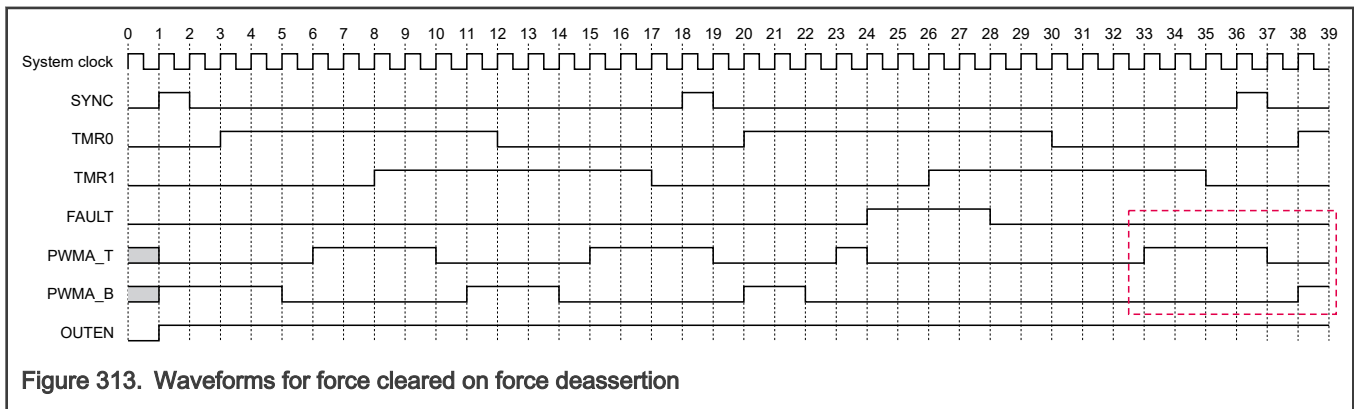 0 1 2 3 4 5 6 7 8 9 10 11 12 13 14 15 16 17 18 19 20 21 22 23 24 25 26 27 28 29 30 31 32 33 34 35 36 37 38 39
System clock
SYNC
TMR0
TMR1
FAULT
PWMA_T
PWMA_B
OUTEN
Figure 313. Waveforms for force cleared on force deassertion